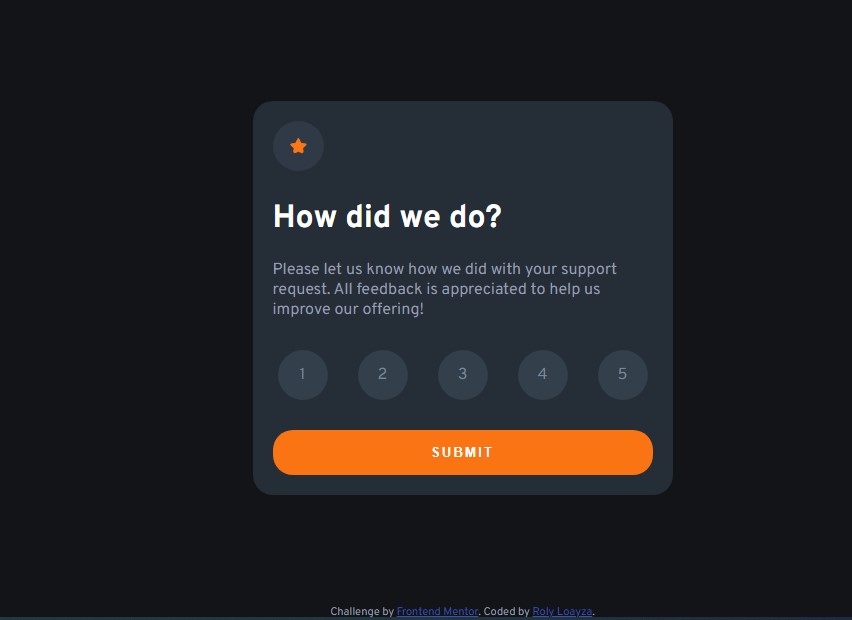 How did we do?
Please let us know how we did with your support
request. All feedback is appreciated to help us
improve our offering!
1 2 3 4 5
SUBMIT
Challenge by Frontend Mentor. Coded by Roly Loayza.